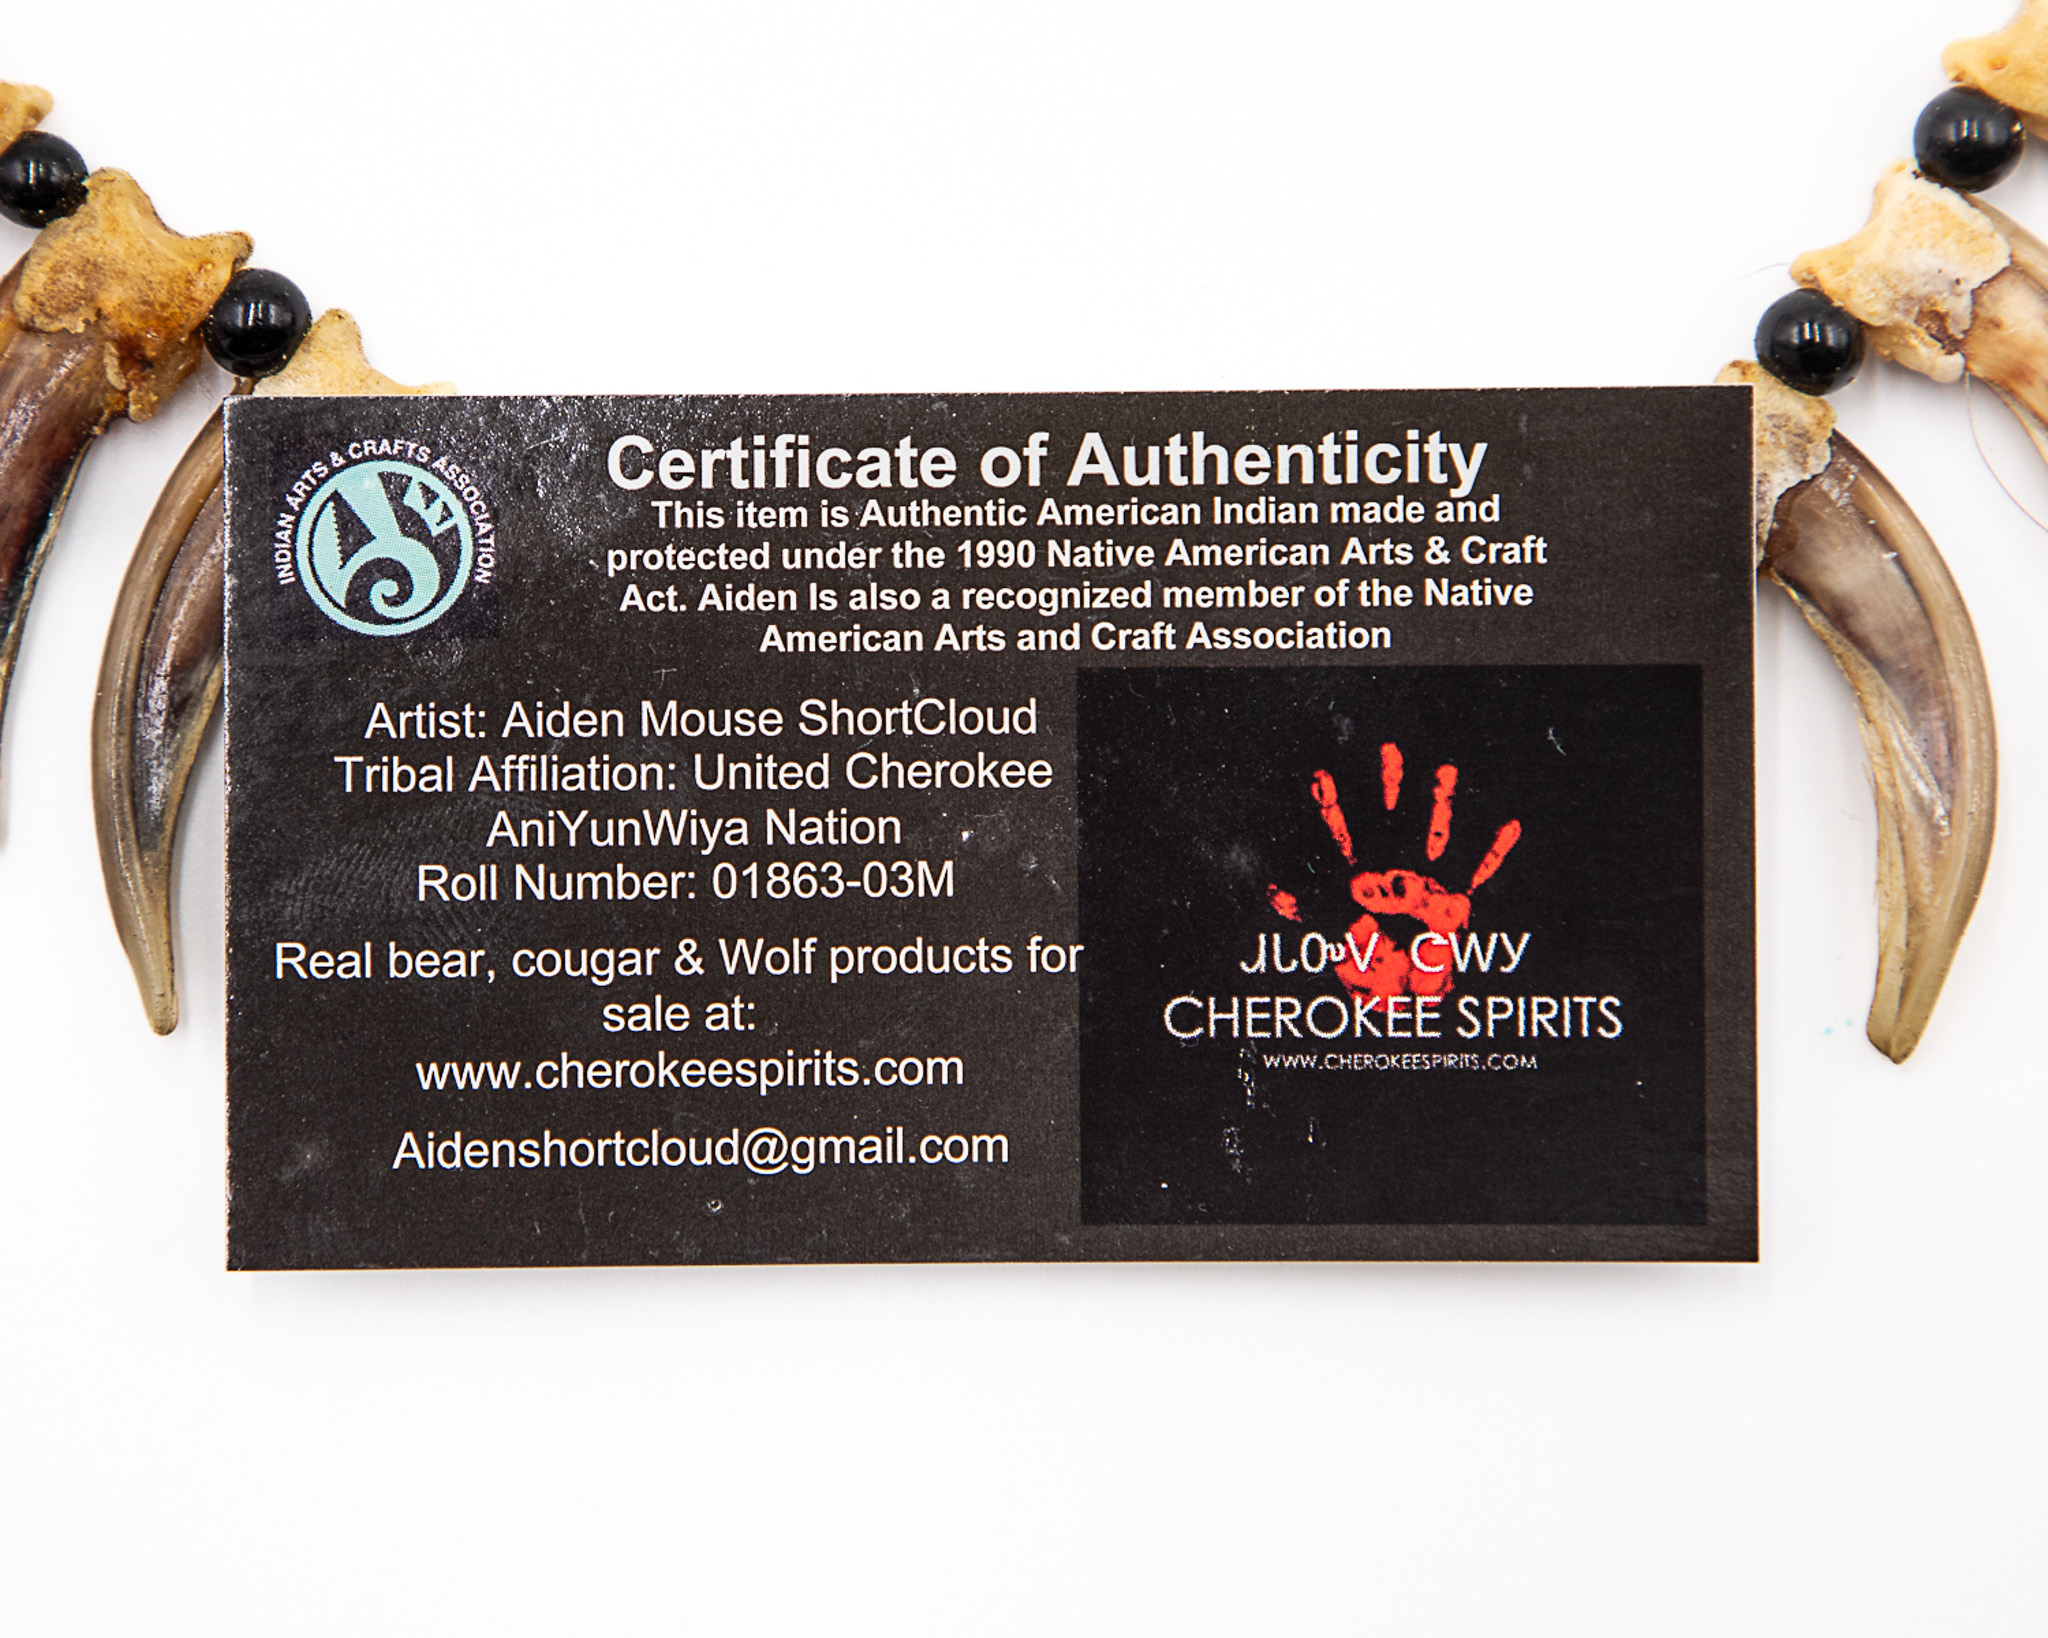 INDIAN ARTS & CRAFTS ASSOCIATION
Certificate of Authenticity
This item is Authentic American Indian made and
protected under the 1990 Native American Arts & Craft
Act. Aiden Is also a recognized member of the Native
American Arts and Craft Association
Artist: Aiden Mouse ShortCloud
Tribal Affiliation: United Cherokee
AniYunWiya Nation
Roll Number: 01863-03M
Real bear, cougar & Wolf products for
sale at:
www.cherokeespirits.com
Aidenshortcloud@gmail.com
ᏣᎳᎩ
CHEROKEE SPIRITS
WWW.CHEROKEESPIRITS.COM